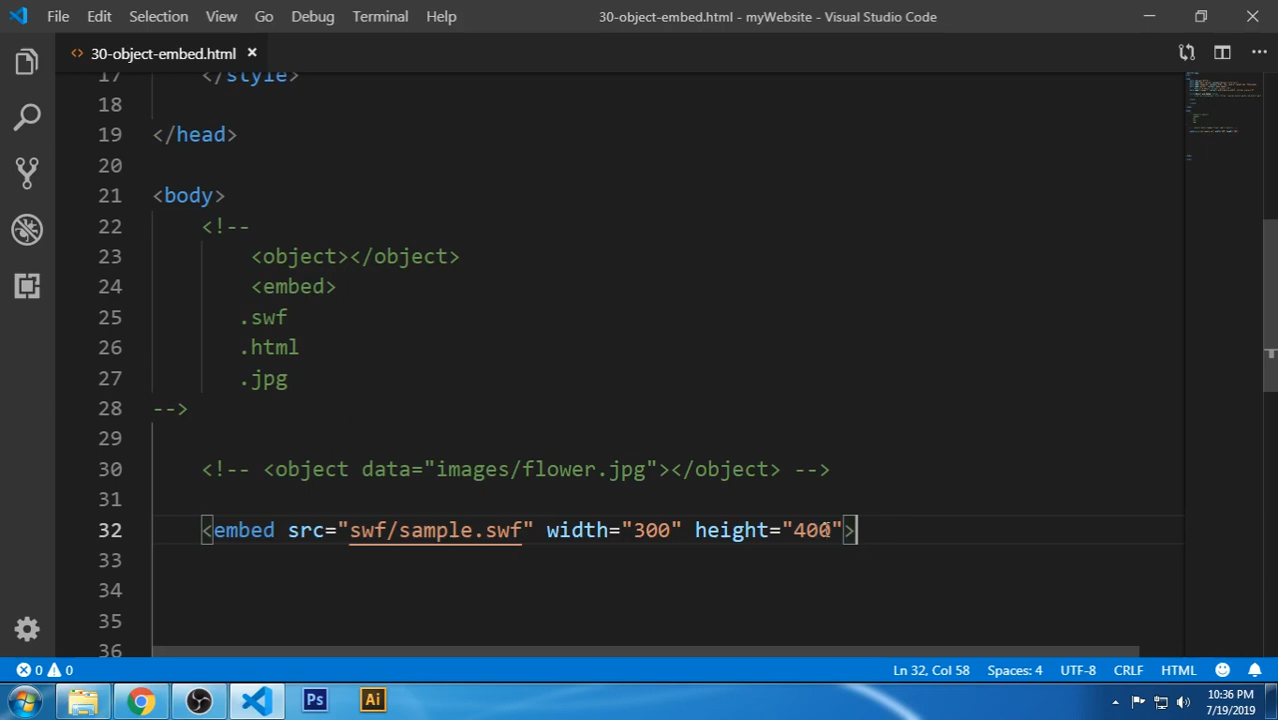 File Edit Selection View Go Debug Terminal Help 30-object-embed.html - myWebsite - Visual Studio Code
30-object-embed.html
17 </style>
18
19 </head>
20
21 <body>
22 <!--
23 <object></object>
24 <embed>
25 .swf
26 .html
27 .jpg
28 -->
29
30 <!-- <object data="images/flower.jpg"></object> -->
31
32 <embed src="swf/sample.swf" width="300" height="400">
33
34
35
36
0 0 Ln 32, Col 58 Spaces: 4 UTF-8 CRLF HTML
Ps Ai 10:36 PM
7/19/2019